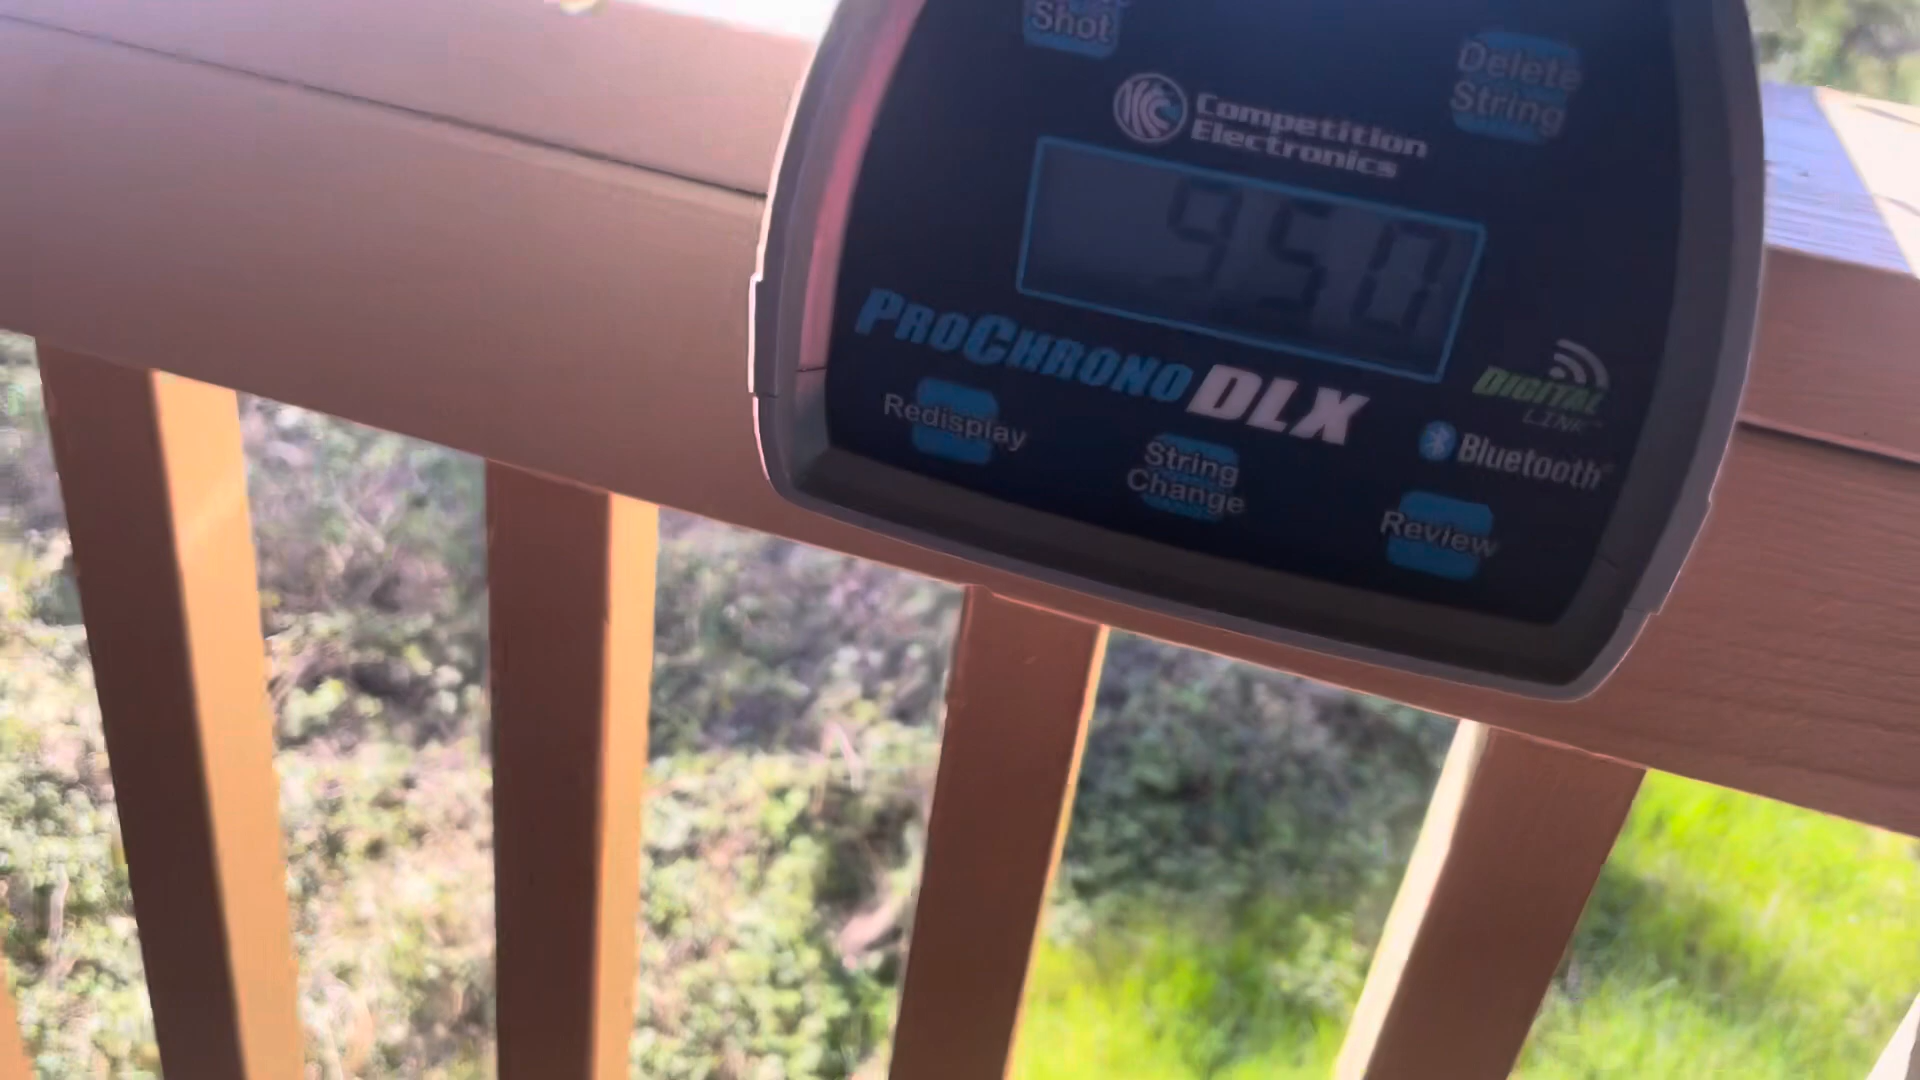 Shot
Delete
String
Competition
Electronics
950
PROCHRONO DLX
DIGITAL
LINK
Redisplay
String
Change
Bluetooth
Review